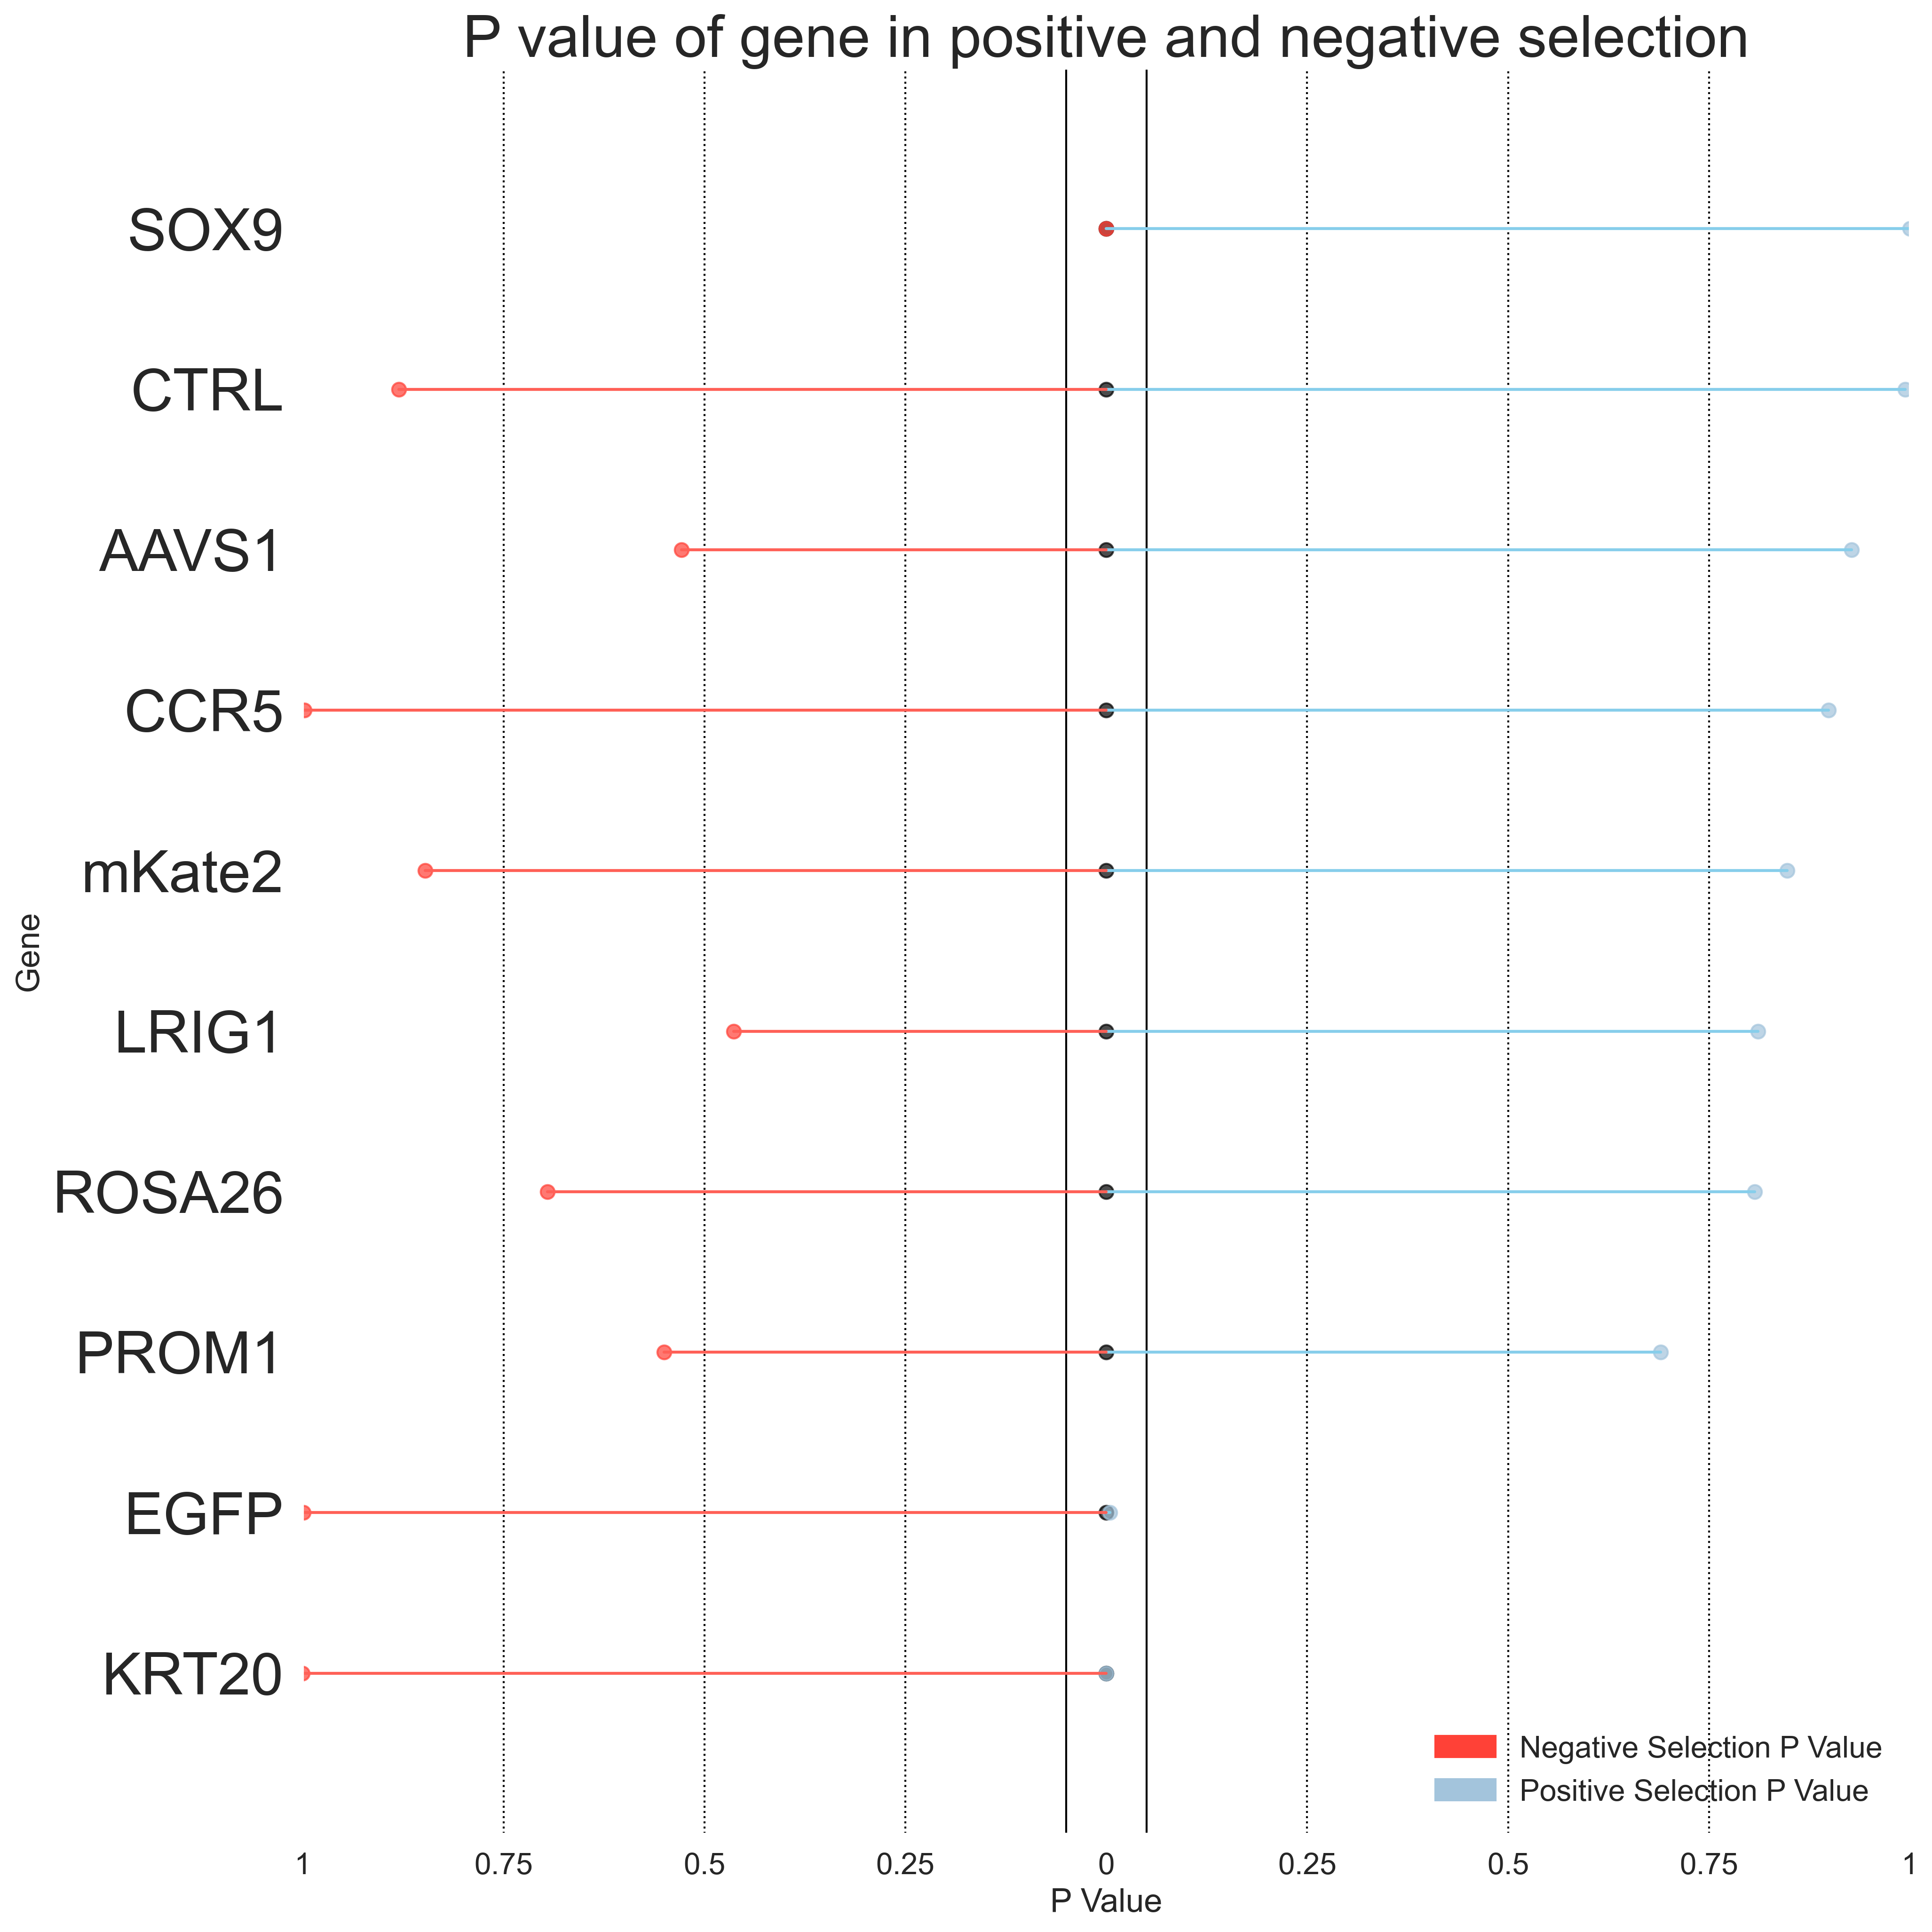 P value of gene in positive and negative selection
SOX9
CTRL
AAVS1
CCR5
mKate2
Gene
LRIG1
ROSA26
PROM1
EGFP
KRT20
Negative Selection P Value
Positive Selection P Value
1 0.75 0.5 0.25 0 0.25 0.5 0.75 1
P Value